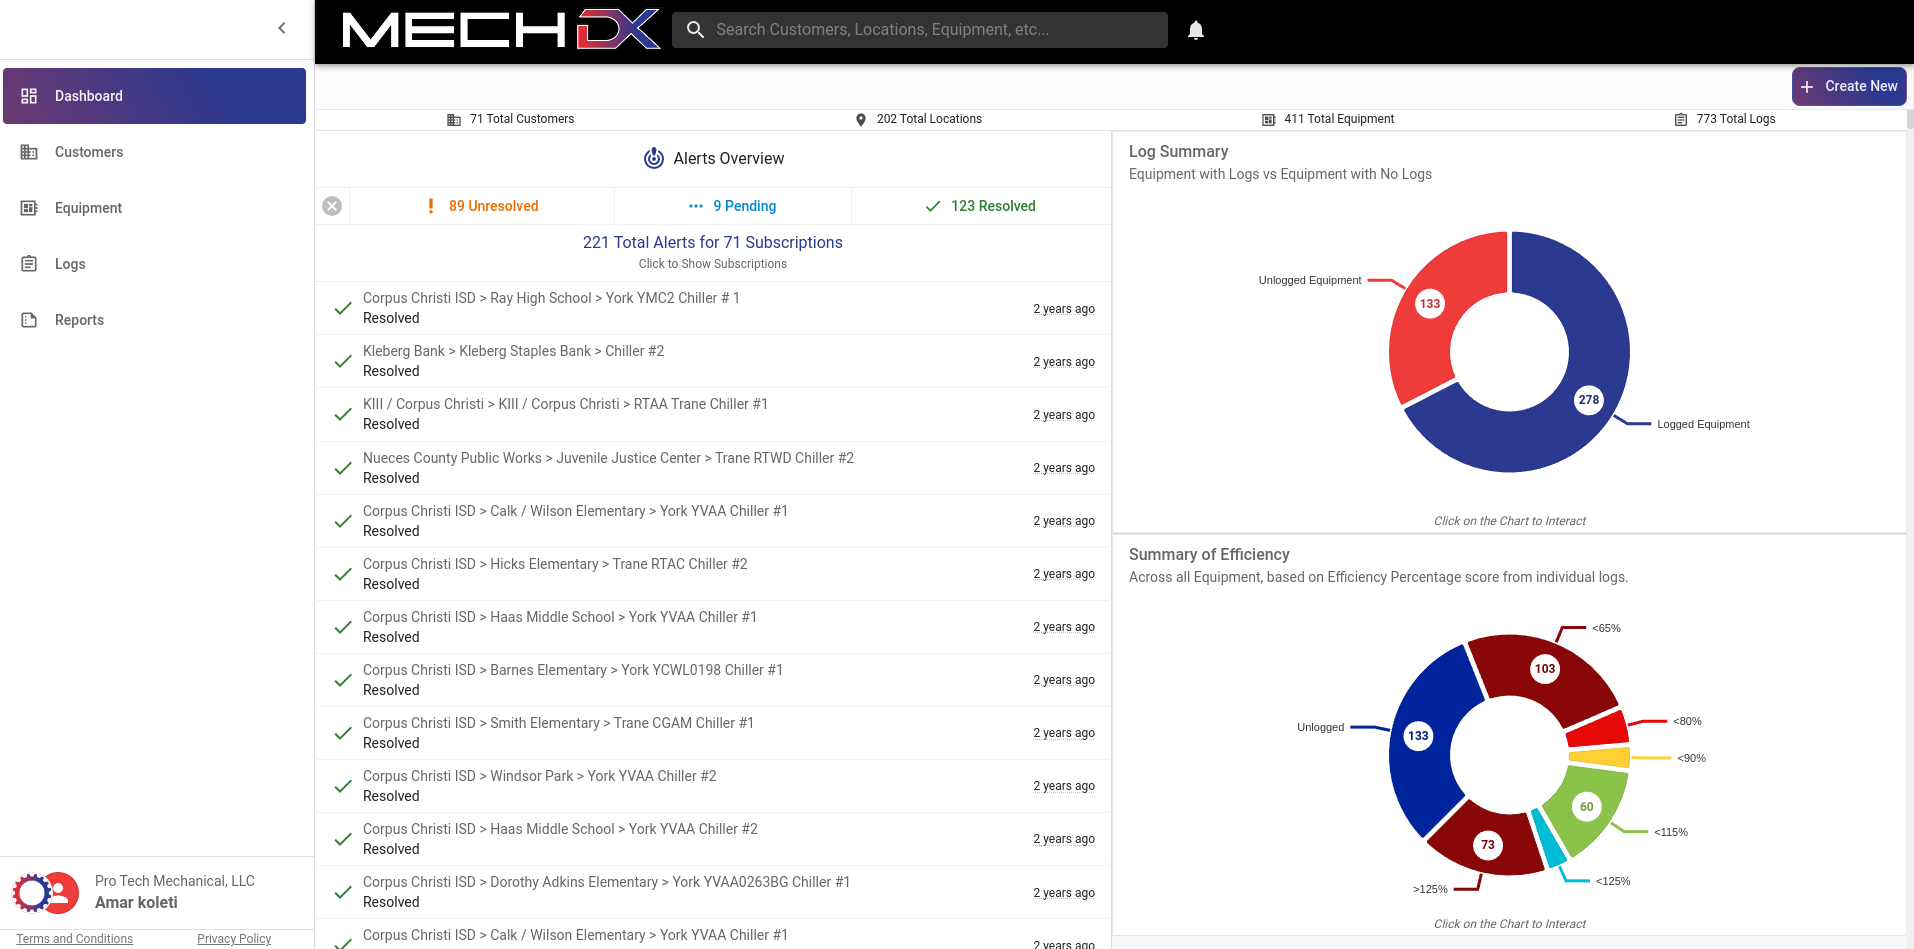 MECH DX
Search Customers, Locations, Equipment, etc...
Dashboard
Customers
Equipment
Logs
Reports
Pro Tech Mechanical, LLC
Amar koleti
Terms and Conditions
Privacy Policy
Create New
71 Total Customers
202 Total Locations
411 Total Equipment
773 Total Logs
Alerts Overview
89 Unresolved
9 Pending
123 Resolved
221 Total Alerts for 71 Subscriptions
Click to Show Subscriptions
Corpus Christi ISD > Ray High School > York YMC2 Chiller # 1
Resolved
2 years ago
Kleberg Bank > Kleberg Staples Bank > Chiller #2
Resolved
2 years ago
KIII / Corpus Christi > KIII / Corpus Christi > RTAA Trane Chiller #1
Resolved
2 years ago
Nueces County Public Works > Juvenile Justice Center > Trane RTWD Chiller #2
Resolved
2 years ago
Corpus Christi ISD > Calk / Wilson Elementary > York YVAA Chiller #1
Resolved
2 years ago
Corpus Christi ISD > Hicks Elementary > Trane RTAC Chiller #2
Resolved
2 years ago
Corpus Christi ISD > Haas Middle School > York YVAA Chiller #1
Resolved
2 years ago
Corpus Christi ISD > Barnes Elementary > York YCWL0198 Chiller #1
Resolved
2 years ago
Corpus Christi ISD > Smith Elementary > Trane CGAM Chiller #1
Resolved
2 years ago
Corpus Christi ISD > Windsor Park > York YVAA Chiller #2
Resolved
2 years ago
Corpus Christi ISD > Haas Middle School > York YVAA Chiller #2
Resolved
2 years ago
Corpus Christi ISD > Dorothy Adkins Elementary > York YVAA0263BG Chiller #1
Resolved
2 years ago
Corpus Christi ISD > Calk / Wilson Elementary > York YVAA Chiller #1
2 years ago
Log Summary
Equipment with Logs vs Equipment with No Logs
Unlogged Equipment
133
278
Logged Equipment
Click on the Chart to Interact
Summary of Efficiency
Across all Equipment, based on Efficiency Percentage score from individual logs.
<65%
103
<80%
Unlogged
133
<90%
60
<115%
73
<125%
>125%
Click on the Chart to Interact